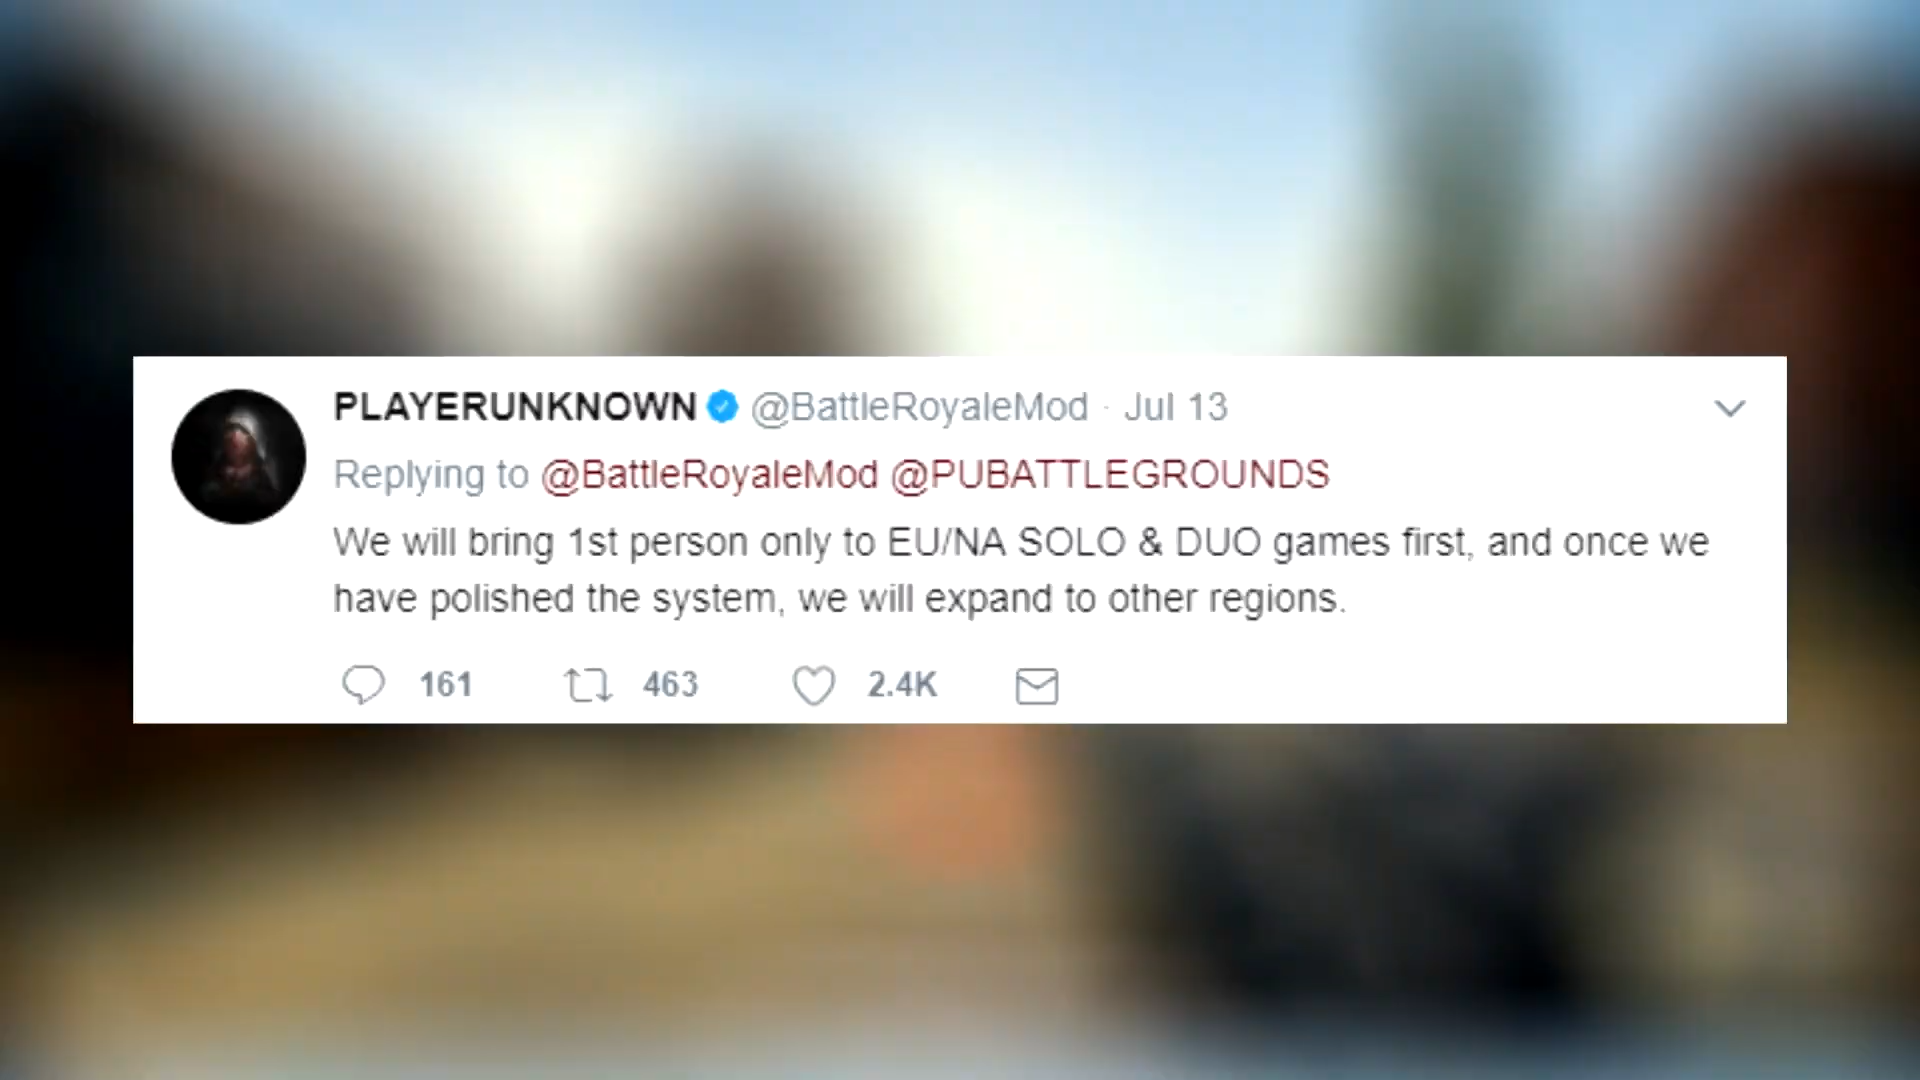 PLAYERUNKNOWN @BattleRoyaleMod · Jul 13
Replying to @BattleRoyaleMod @PUBATTLEGROUNDS
We will bring 1st person only to EU/NA SOLO & DUO games first, and once we
have polished the system, we will expand to other regions.
161 463 2.4K